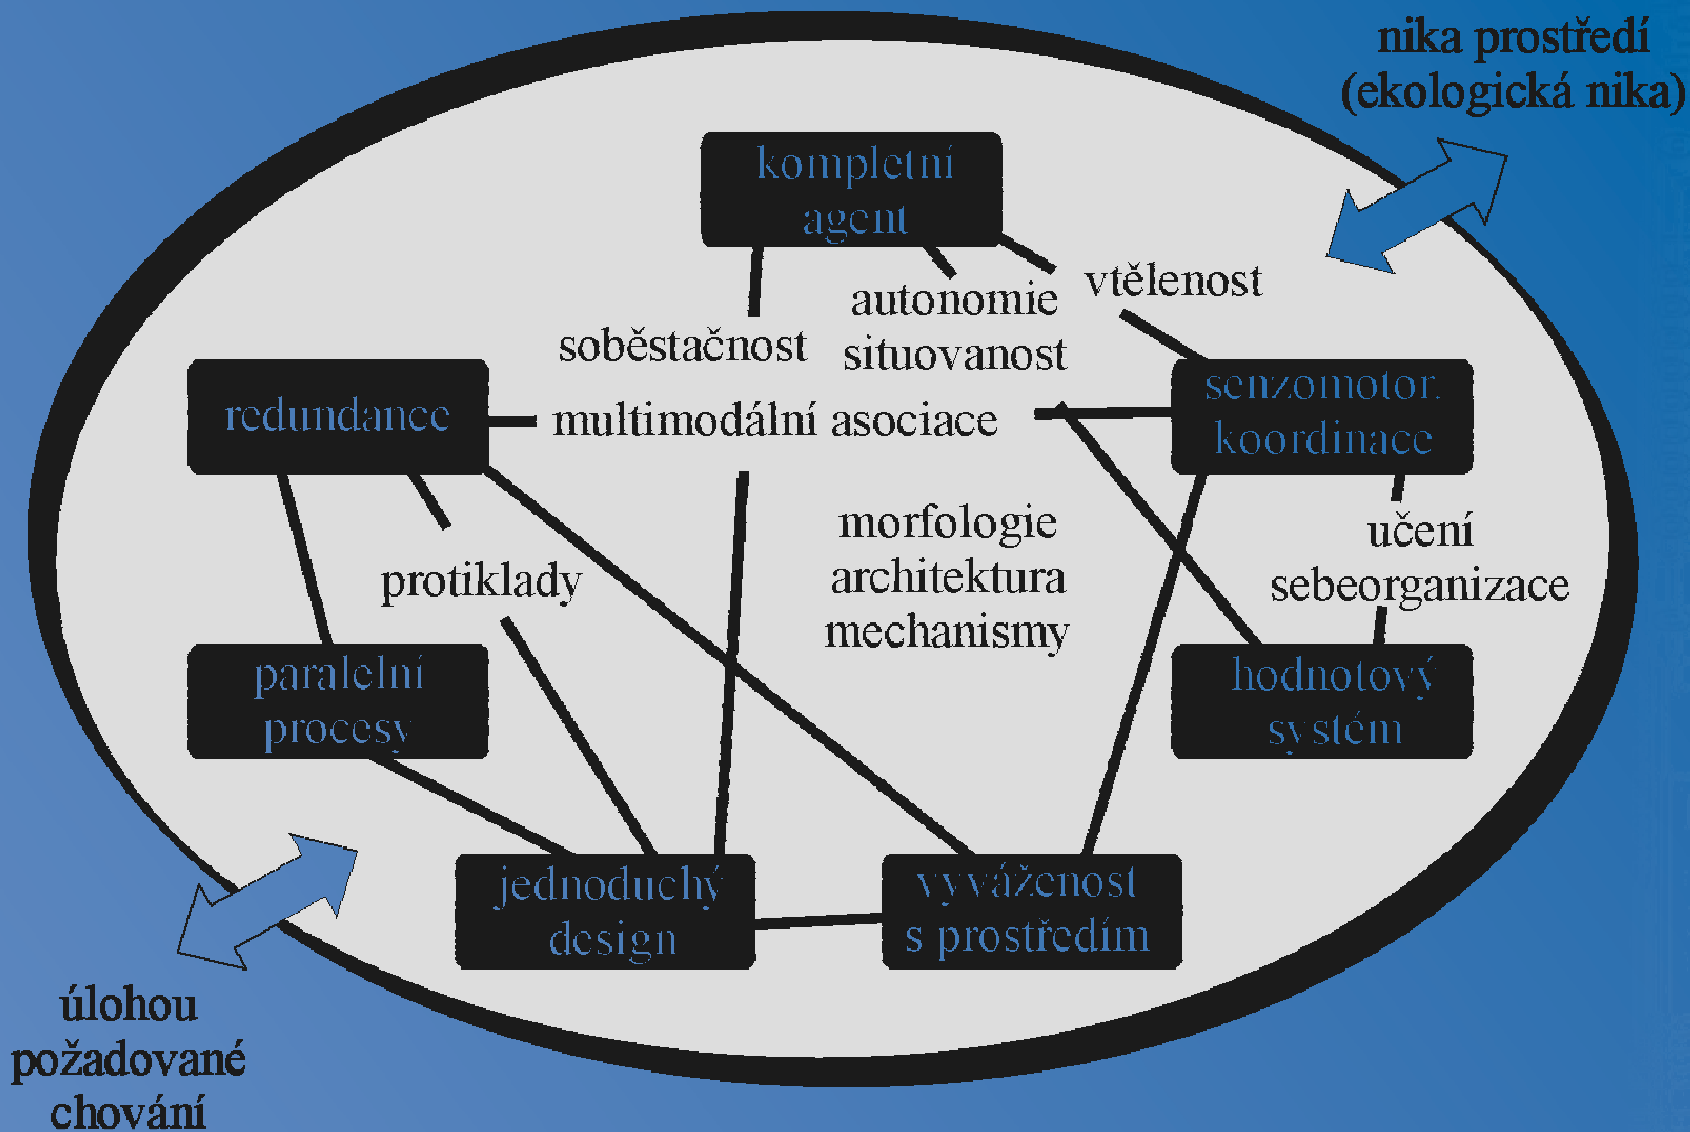 nika prostředí
(ekologická nika)
kompletní
agent
vtělenost
autonomie
situovanost
soběstačnost
redundance
multimodální asociace
senzomotor.
koordinace
morfologie
architektura
mechanismy
učení
sebeorganizace
protiklady
paralelní
procesy
hodnotový
systém
jednoduchý
design
vyváženost
s prostředím
úlohou
požadované
chování